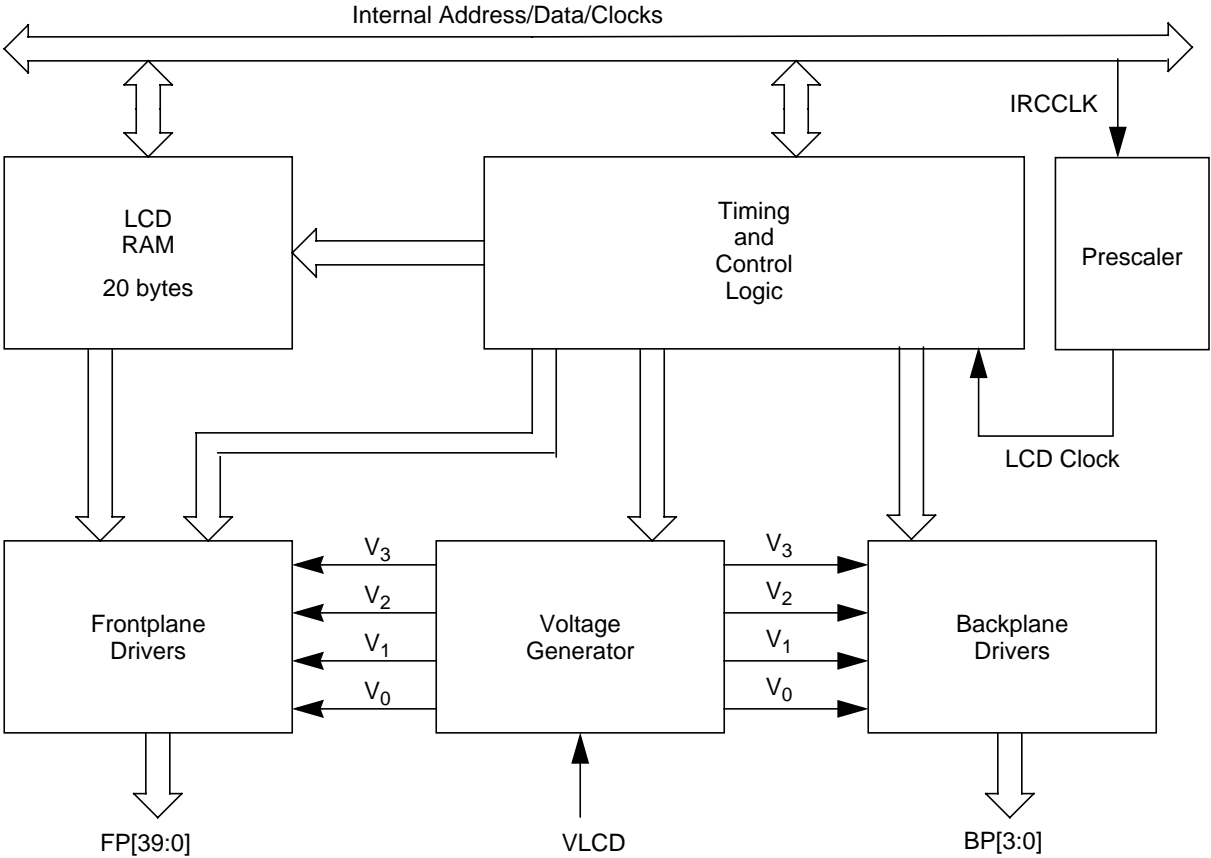 Internal Address/Data/Clocks
IRCCLK
LCD
RAM
20 bytes
Timing
and
Control
Logic
Prescaler
LCD Clock
V3
V2
V1
V0
V3
V2
V1
V0
Frontplane
Drivers
Voltage
Generator
Backplane
Drivers
FP[39:0]
VLCD
BP[3:0]